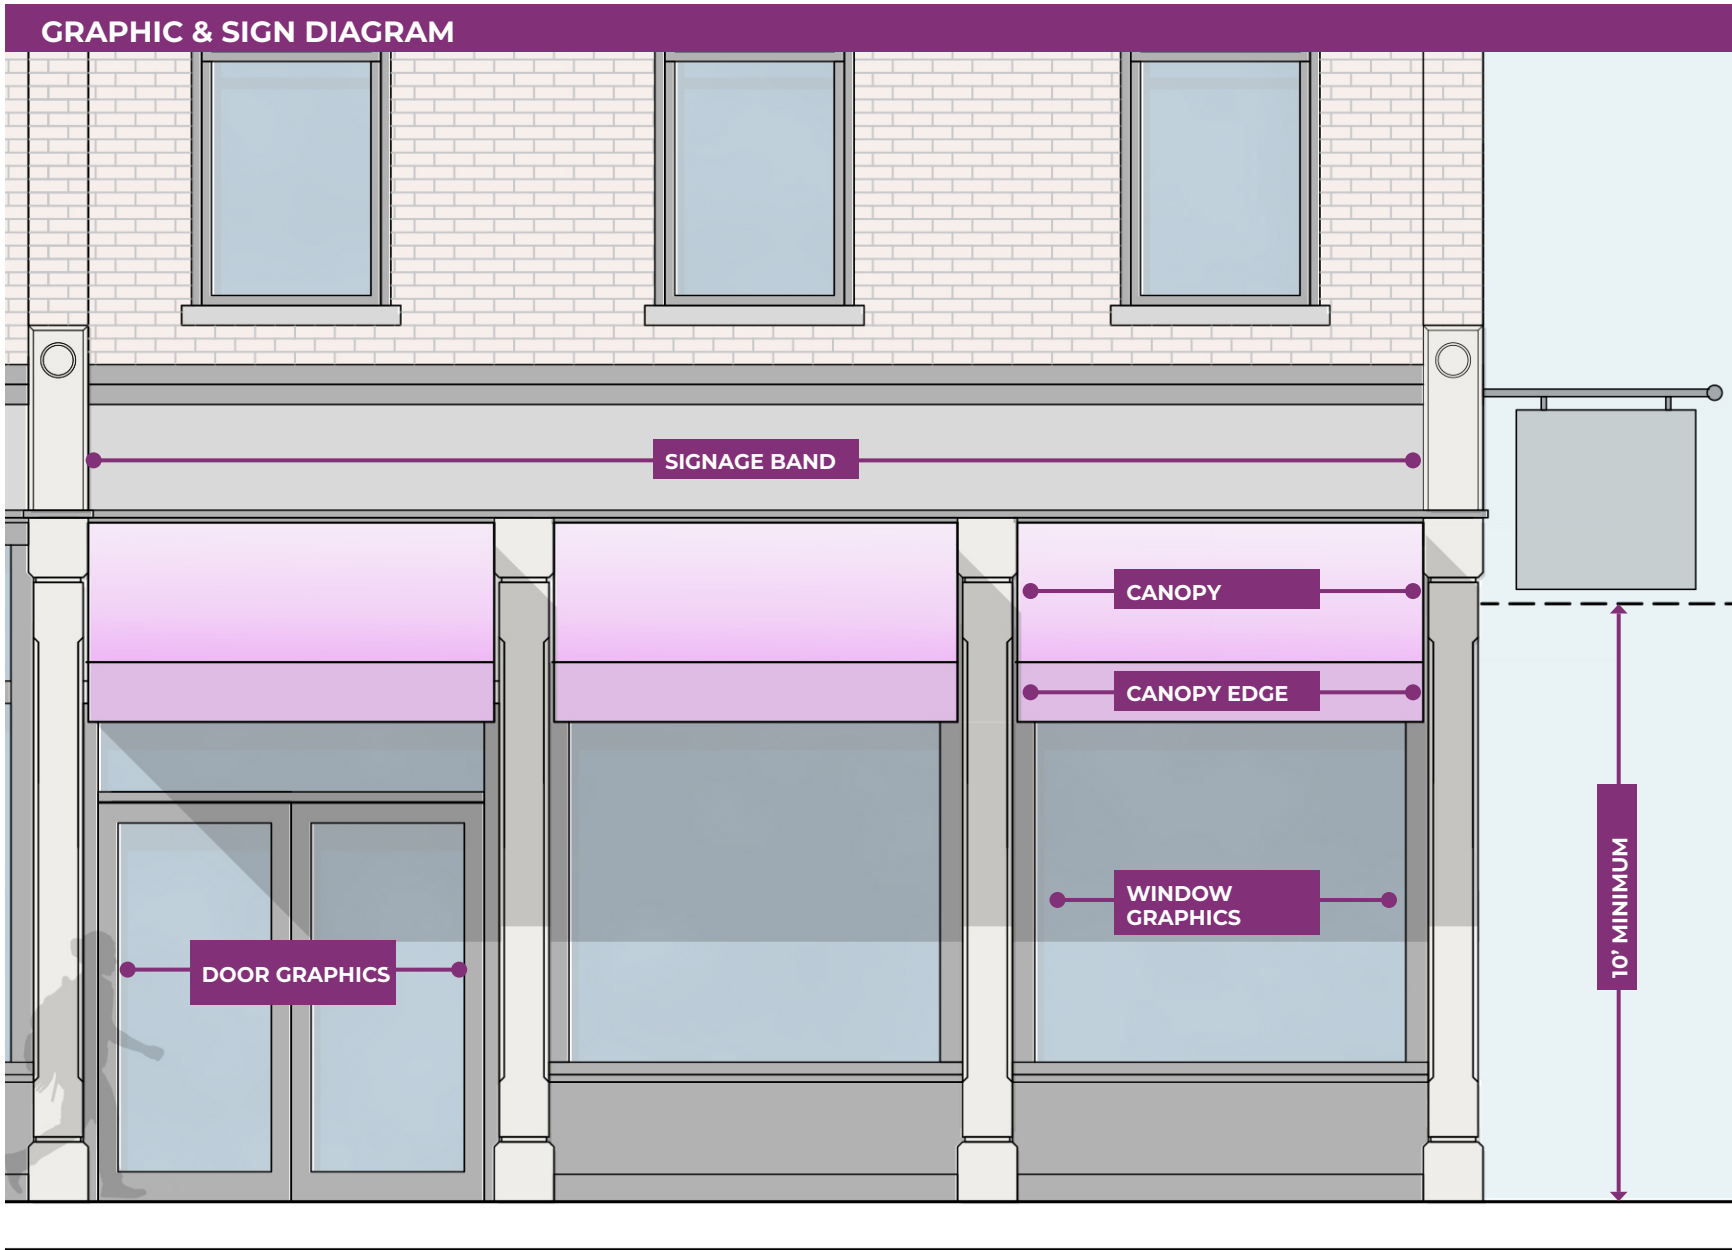 GRAPHIC & SIGN DIAGRAM
SIGNAGE BAND
CANOPY
CANOPY EDGE
WINDOW
GRAPHICS
DOOR GRAPHICS
10’ MINIMUM